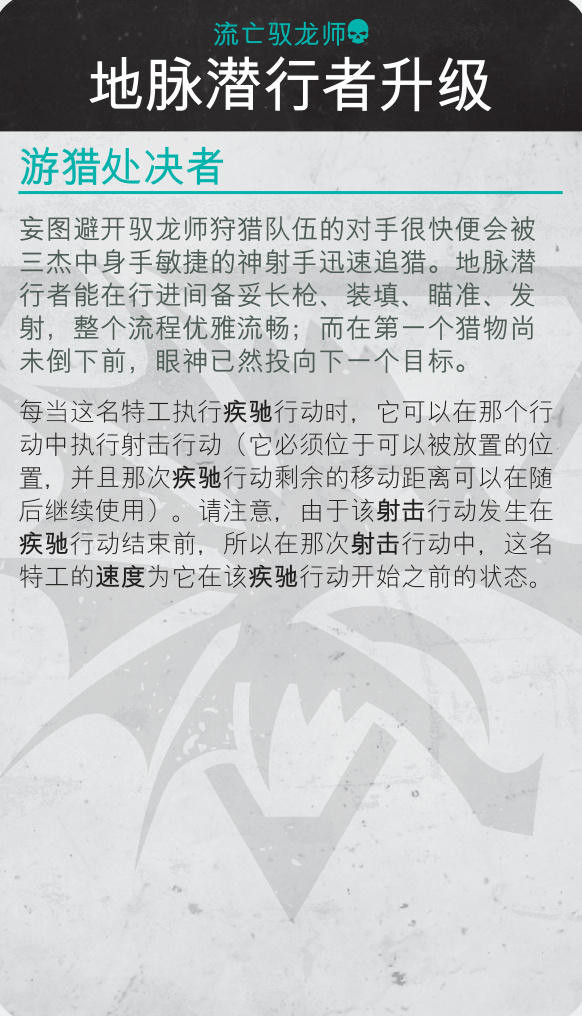 流亡驭龙师
地脉潜行者升级
游猎处决者
妄图避开驭龙师狩猎队伍的对手很快便会被
三杰中身手敏捷的神射手迅速追猎。地脉潜
行者能在行进间备妥长枪、装填、瞄准、发
射，整个流程优雅流畅；而在第一个猎物尚
未倒下前，眼神已然投向下一个目标。
每当这名特工执行疾驰行动时，它可以在那个行
动中执行射击行动（它必须位于可以被放置的位
置，并且那次疾驰行动剩余的移动距离可以在随
后继续使用）。请注意，由于该射击行动发生在
疾驰行动结束前，所以在那次射击行动中，这名
特工的速度为它在该疾驰行动开始之前的状态。